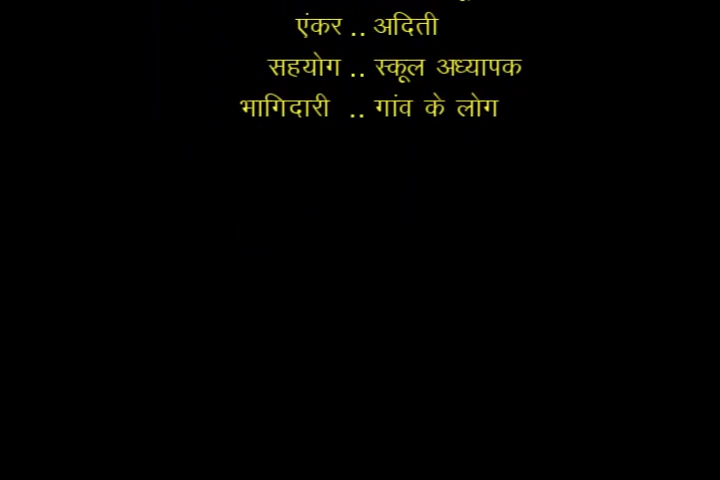 एंकर .. अदिती
सहयोग .. स्कूल अध्यापक
भागिदारी .. गांव के लोग